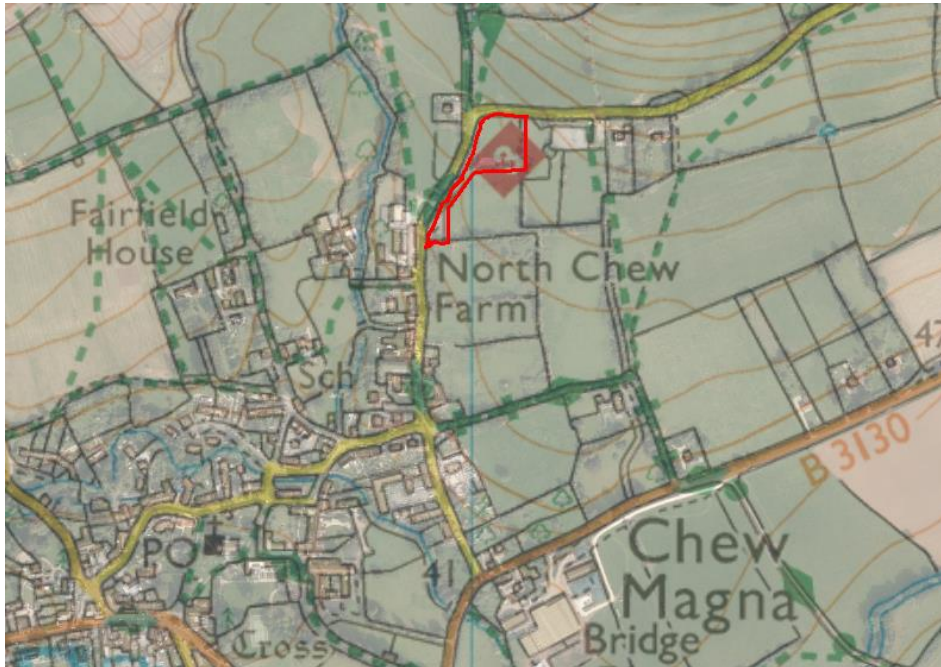 Fairfield
House
North Chew
Farm
Sch
47
B 3130
Chew
Magna
Bridge
PO
41
Cross